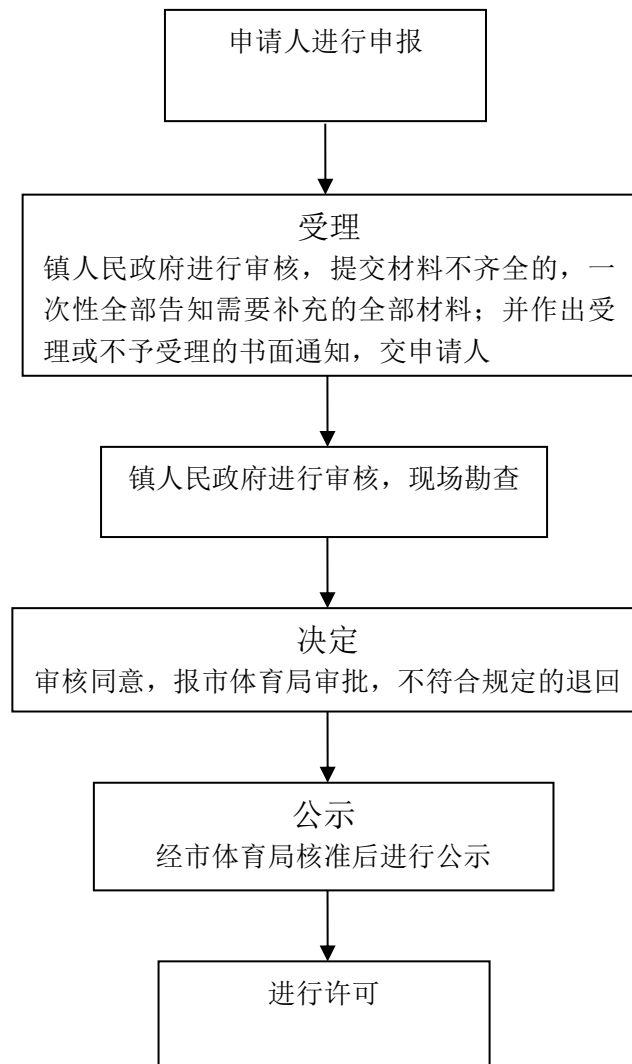 申请人进行申报
受理
镇人民政府进行审核，提交材料不齐全的，一
次性全部告知需要补充的全部材料；并作出受
理或不予受理的书面通知，交申请人
镇人民政府进行审核，现场勘查
决定
审核同意，报市体育局审批，不符合规定的退回
公示
经市体育局核准后进行公示
进行许可